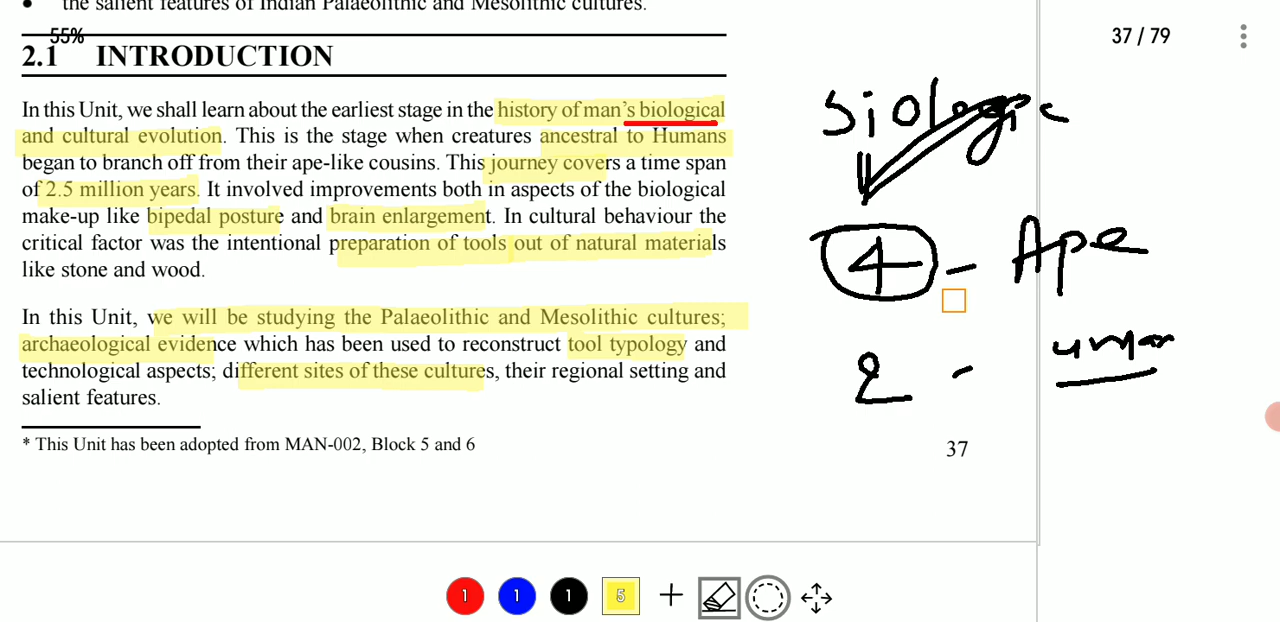 • the salient features of Indian Palaeolithic and Mesolithic cultures.
55%
37 / 79
2.1 INTRODUCTION
In this Unit, we shall learn about the earliest stage in the history of man's biological
and cultural evolution. This is the stage when creatures ancestral to Humans
began to branch off from their ape-like cousins. This journey covers a time span
of 2.5 million years. It involved improvements both in aspects of the biological
make-up like bipedal posture and brain enlargement. In cultural behaviour the
critical factor was the intentional preparation of tools out of natural materials
like stone and wood.
In this Unit, we will be studying the Palaeolithic and Mesolithic cultures;
archaeological evidence which has been used to reconstruct tool typology and
technological aspects; different sites of these cultures, their regional setting and
salient features.
* This Unit has been adopted from MAN-002, Block 5 and 6
37
Biologic
4 - Ape
2 -
1 1 1 5